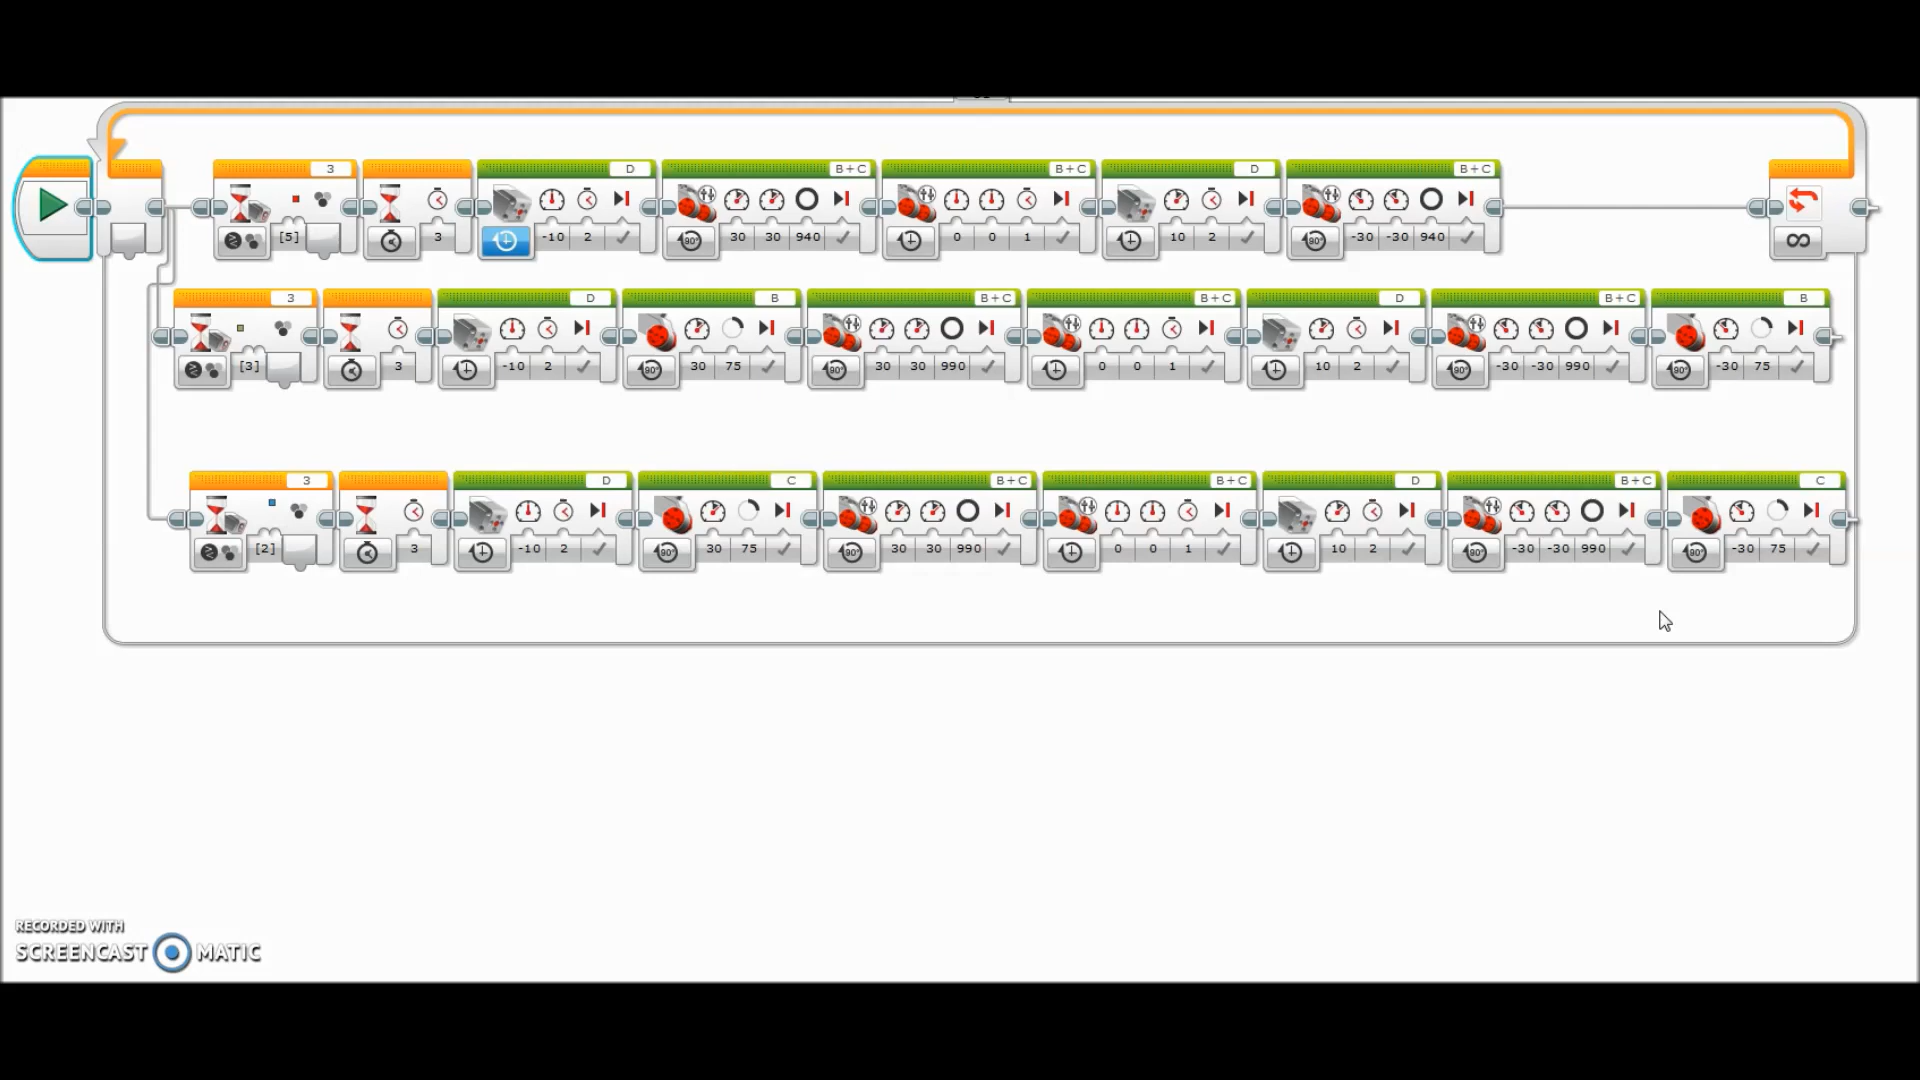 3 D B+C B+C D B+C
[5] 3 -10 2 30 30 940 0 0 1 10 2 -30 -30 940 ∞
3 D B B+C B+C D B+C B
[3] 3 -10 2 30 75 30 30 990 0 0 1 10 2 -30 -30 990 -30 75
3 D C B+C B+C D B+C C
[2] 3 -10 2 30 75 30 30 990 0 0 1 10 2 -30 -30 990 -30 75
RECORDED WITH
SCREENCAST MATIC